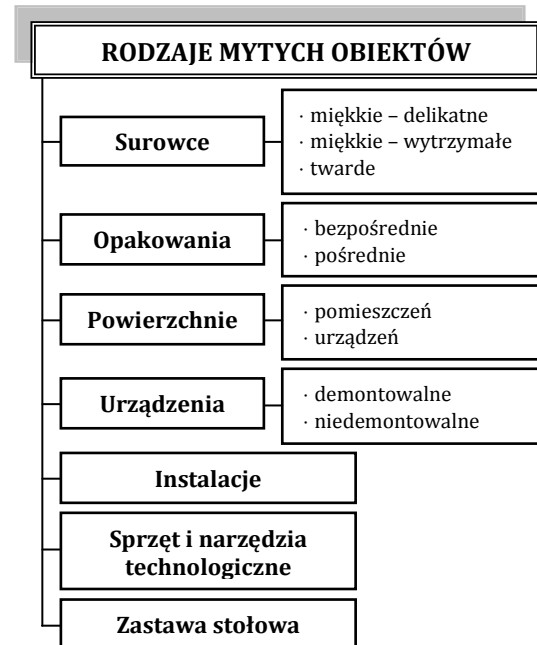 RODZAJE MYTYCH OBIEKTÓW
Surowce
· miękkie – delikatne
· miękkie – wytrzymałe
· twarde
Opakowania
· bezpośrednie
· pośrednie
Powierzchnie
· pomieszczeń
· urządzeń
Urządzenia
· demontowalne
· niedemontowalne
Instalacje
Sprzęt i narzędzia
technologiczne
Zastawa stołowa